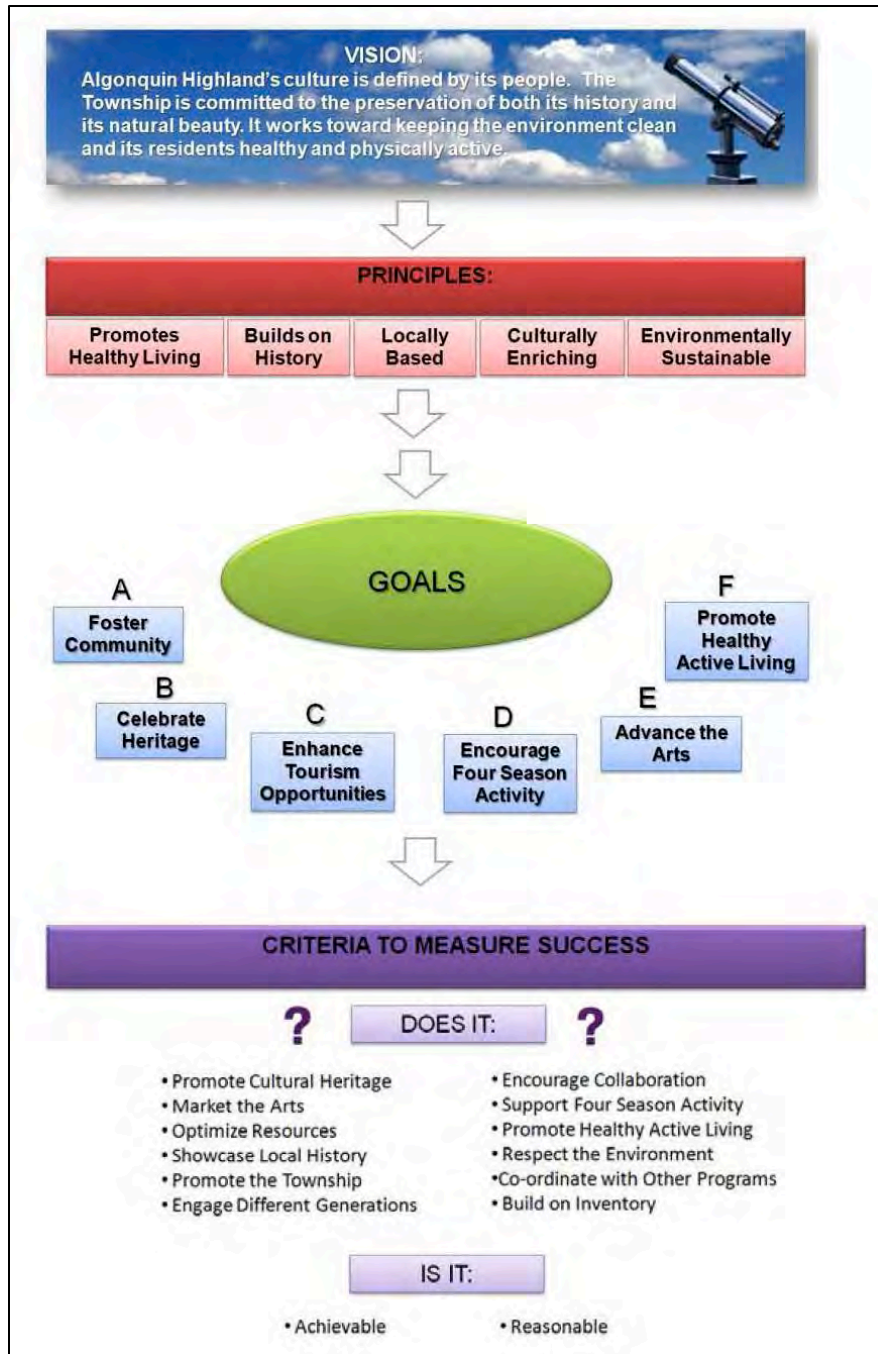 VISION:
Algonquin Highland's culture is defined by its people. The
Township is committed to the preservation of both its history and
its natural beauty. It works toward keeping the environment clean
and its residents healthy and physically active.
PRINCIPLES:
Promotes
Healthy Living
Builds on
History
Locally
Based
Culturally
Enriching
Environmentally
Sustainable
GOALS
A
Foster
Community
B
Celebrate
Heritage
C
Enhance
Tourism
Opportunities
D
Encourage
Four Season
Activity
E
Advance the
Arts
F
Promote
Healthy
Active Living
CRITERIA TO MEASURE SUCCESS
? DOES IT: ?
• Promote Cultural Heritage
• Market the Arts
• Optimize Resources
• Showcase Local History
• Promote the Township
• Engage Different Generations
• Encourage Collaboration
• Support Four Season Activity
• Promote Healthy Active Living
• Respect the Environment
•Co-ordinate with Other Programs
• Build on Inventory
IS IT:
• Achievable
• Reasonable